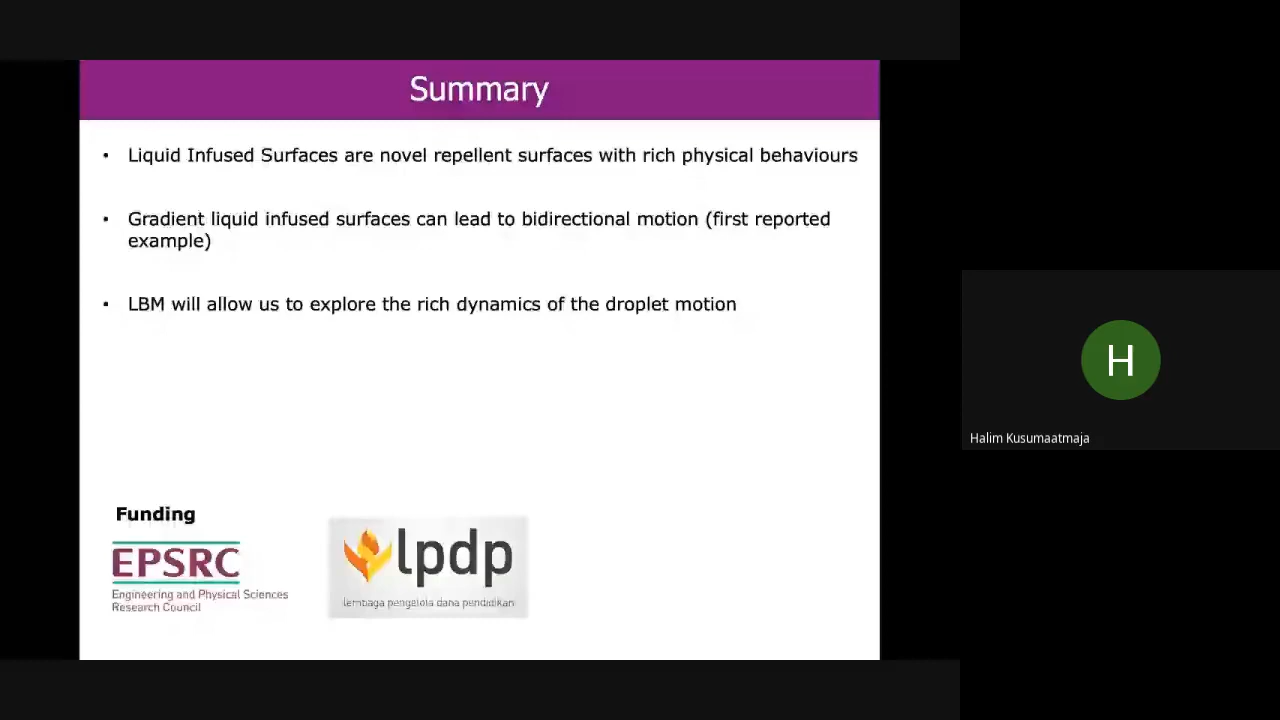 Summary
• Liquid Infused Surfaces are novel repellent surfaces with rich physical behaviours
• Gradient liquid infused surfaces can lead to bidirectional motion (first reported
example)
• LBM will allow us to explore the rich dynamics of the droplet motion
Funding
EPSRC
Engineering and Physical Sciences
Research Council
lpdp
lembaga pengelola dana pendidikan
H
Halim Kusumaatmaja